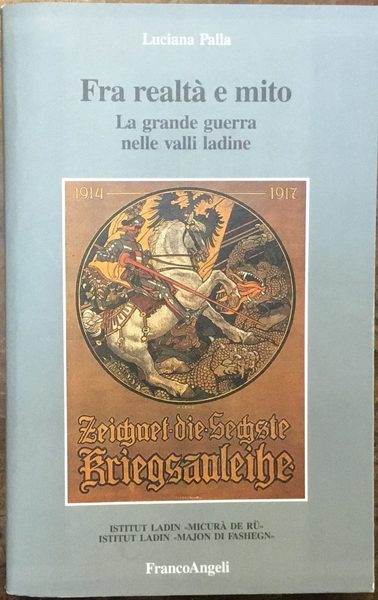 Luciana Palla
Fra realtà e mito
La grande guerra
nelle valli ladine
1914 1917
Zeichnet·die·Sechste
Kriegsanleihe
ISTITUT LADIN «MICURÀ DE RÜ»
ISTITUT LADIN «MAJON DI FASHEGN»
FrancoAngeli